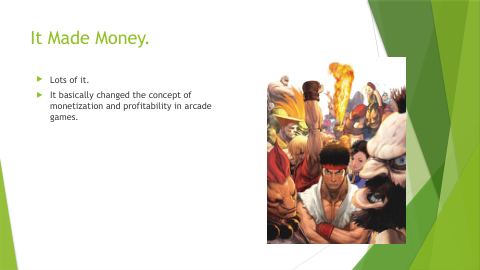 It Made Money.
Lots of it.
It basically changed the concept of
monetization and profitability in arcade
games.